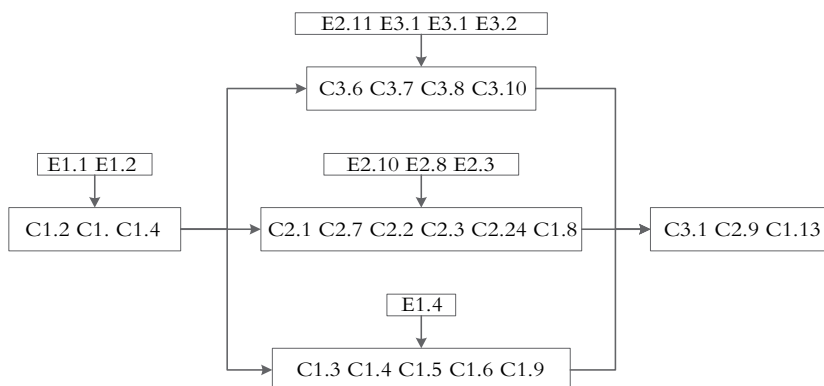 E2.11 E3.1 E3.1 E3.2
C3.6 C3.7 C3.8 C3.10
E1.1 E1.2
E2.10 E2.8 E2.3
C1.2 C1. C1.4
C2.1 C2.7 C2.2 C2.3 C2.24 C1.8
C3.1 C2.9 C1.13
E1.4
C1.3 C1.4 C1.5 C1.6 C1.9